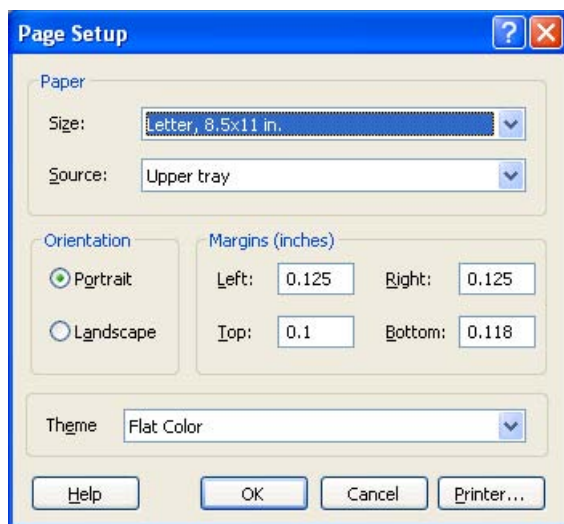 Page Setup
Paper
Size: Letter, 8.5x11 in.
Source: Upper tray
Orientation
Portrait
Landscape
Margins (inches)
Left: 0.125 Right: 0.125
Top: 0.1 Bottom: 0.118
Theme Flat Color
Help OK Cancel Printer...